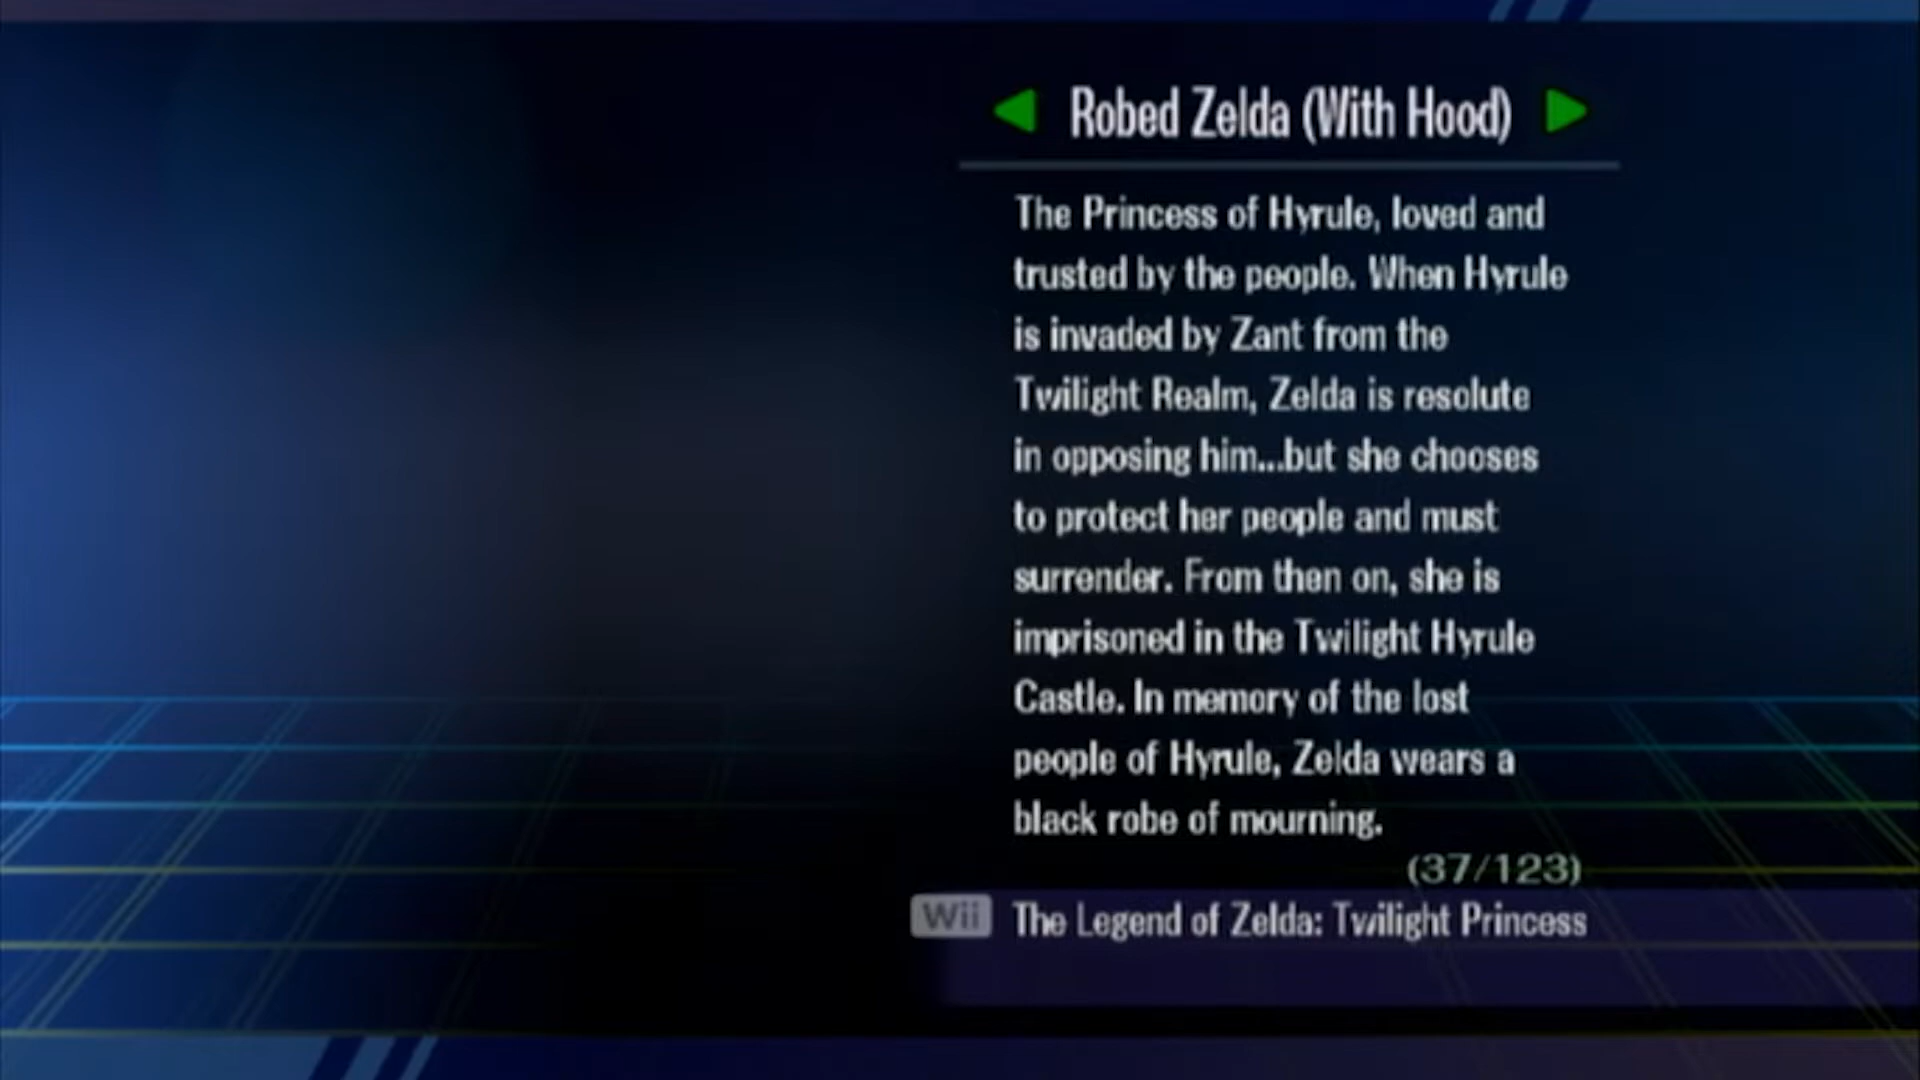 Robed Zelda (With Hood)
The Princess of Hyrule, loved and
trusted by the people. When Hyrule
is invaded by Zant from the
Twilight Realm, Zelda is resolute
in opposing him...but she chooses
to protect her people and must
surrender. From then on, she is
imprisoned in the Twilight Hyrule
Castle. In memory of the lost
people of Hyrule, Zelda wears a
black robe of mourning.
(37/123)
Wii The Legend of Zelda: Twilight Princess